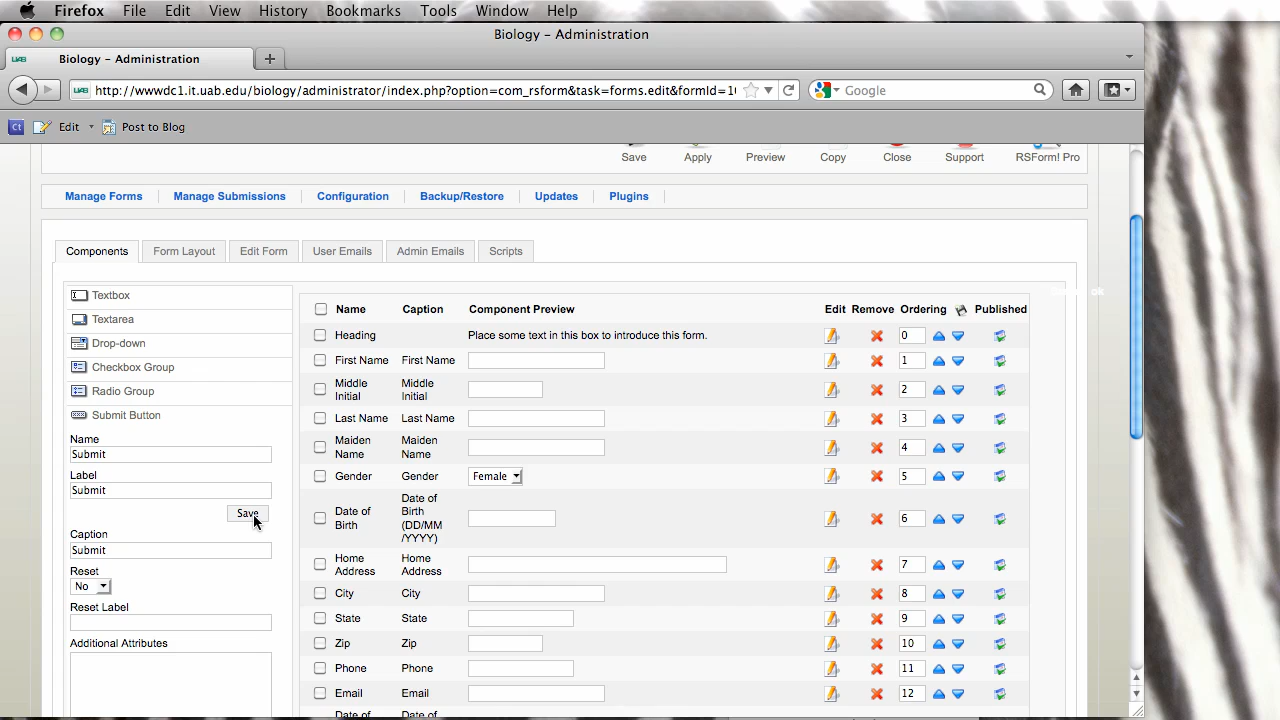 Firefox File Edit View History Bookmarks Tools Window Help
Biology – Administration
UAB Biology – Administration +
UAB http://wwwdc1.it.uab.edu/biology/administrator/index.php?option=com_rsform&task=forms.edit&formId=1 Google
Ct Edit Post to Blog
Save Apply Preview Copy Close Support RSForm! Pro
Manage Forms Manage Submissions Configuration Backup/Restore Updates Plugins
Components Form Layout Edit Form User Emails Admin Emails Scripts
Textbox
Textarea
Drop-down
Checkbox Group
Radio Group
Submit Button
Name
Submit
Label
Submit
Save
Caption
Submit
Reset
No
Reset Label
Additional Attributes
ok
Name Caption Component Preview Edit Remove Ordering Published
Heading Place some text in this box to introduce this form. 0
First Name First Name 1
Middle Middle
Initial Initial 2
Last Name Last Name 3
Maiden Maiden
Name Name 4
Gender Gender Female 5
Date of
Birth
Date of
Birth
(DD/MM
/YYYY)
6
Home Home
Address Address 7
City City 8
State State 9
Zip Zip 10
Phone Phone 11
Email Email 12
Date of Date of